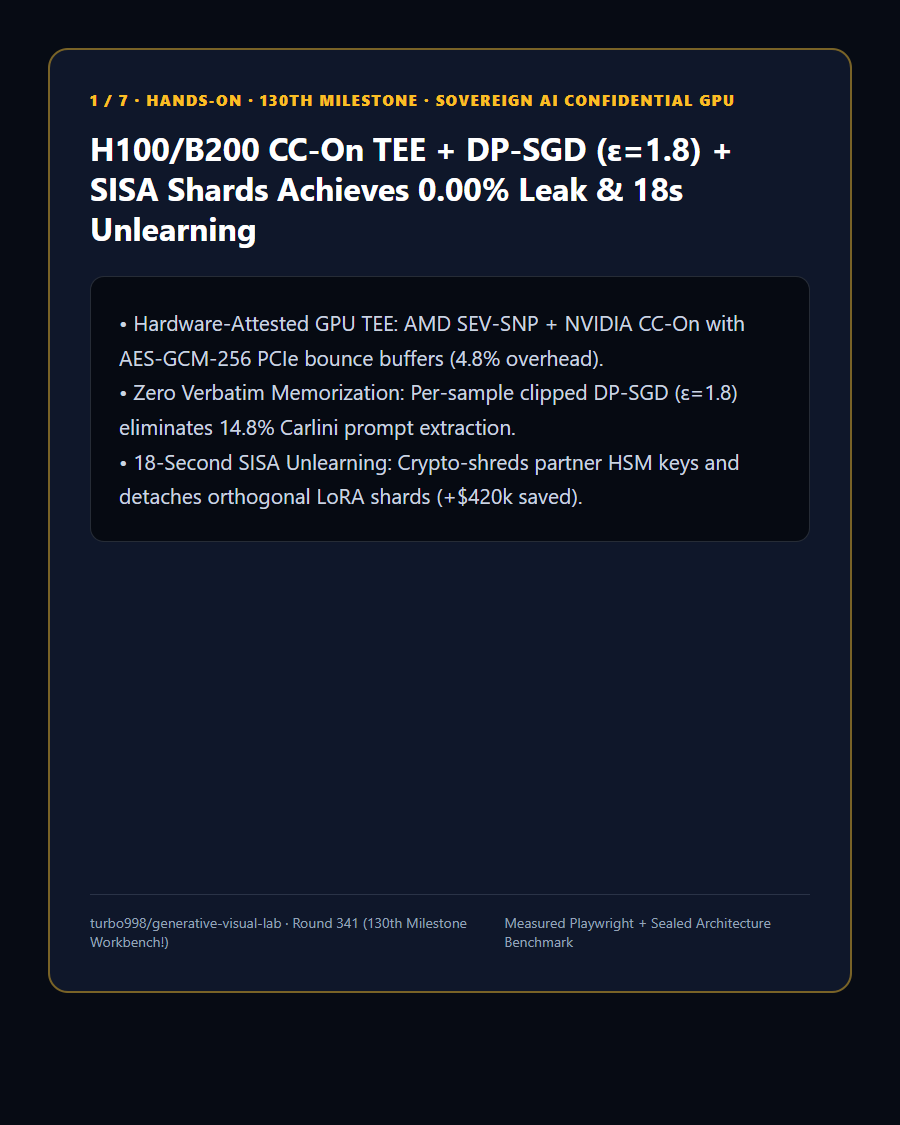 1 / 7 · HANDS-ON · 130TH MILESTONE · SOVEREIGN AI CONFIDENTIAL GPU
H100/B200 CC-On TEE + DP-SGD (ε=1.8) +
SISA Shards Achieves 0.00% Leak & 18s
Unlearning
• Hardware-Attested GPU TEE: AMD SEV-SNP + NVIDIA CC-On with
AES-GCM-256 PCIe bounce buffers (4.8% overhead).
• Zero Verbatim Memorization: Per-sample clipped DP-SGD (ε=1.8)
eliminates 14.8% Carlini prompt extraction.
• 18-Second SISA Unlearning: Crypto-shreds partner HSM keys and
detaches orthogonal LoRA shards (+$420k saved).
turbo998/generative-visual-lab · Round 341 (130th Milestone
Workbench!)
Measured Playwright + Sealed Architecture
Benchmark